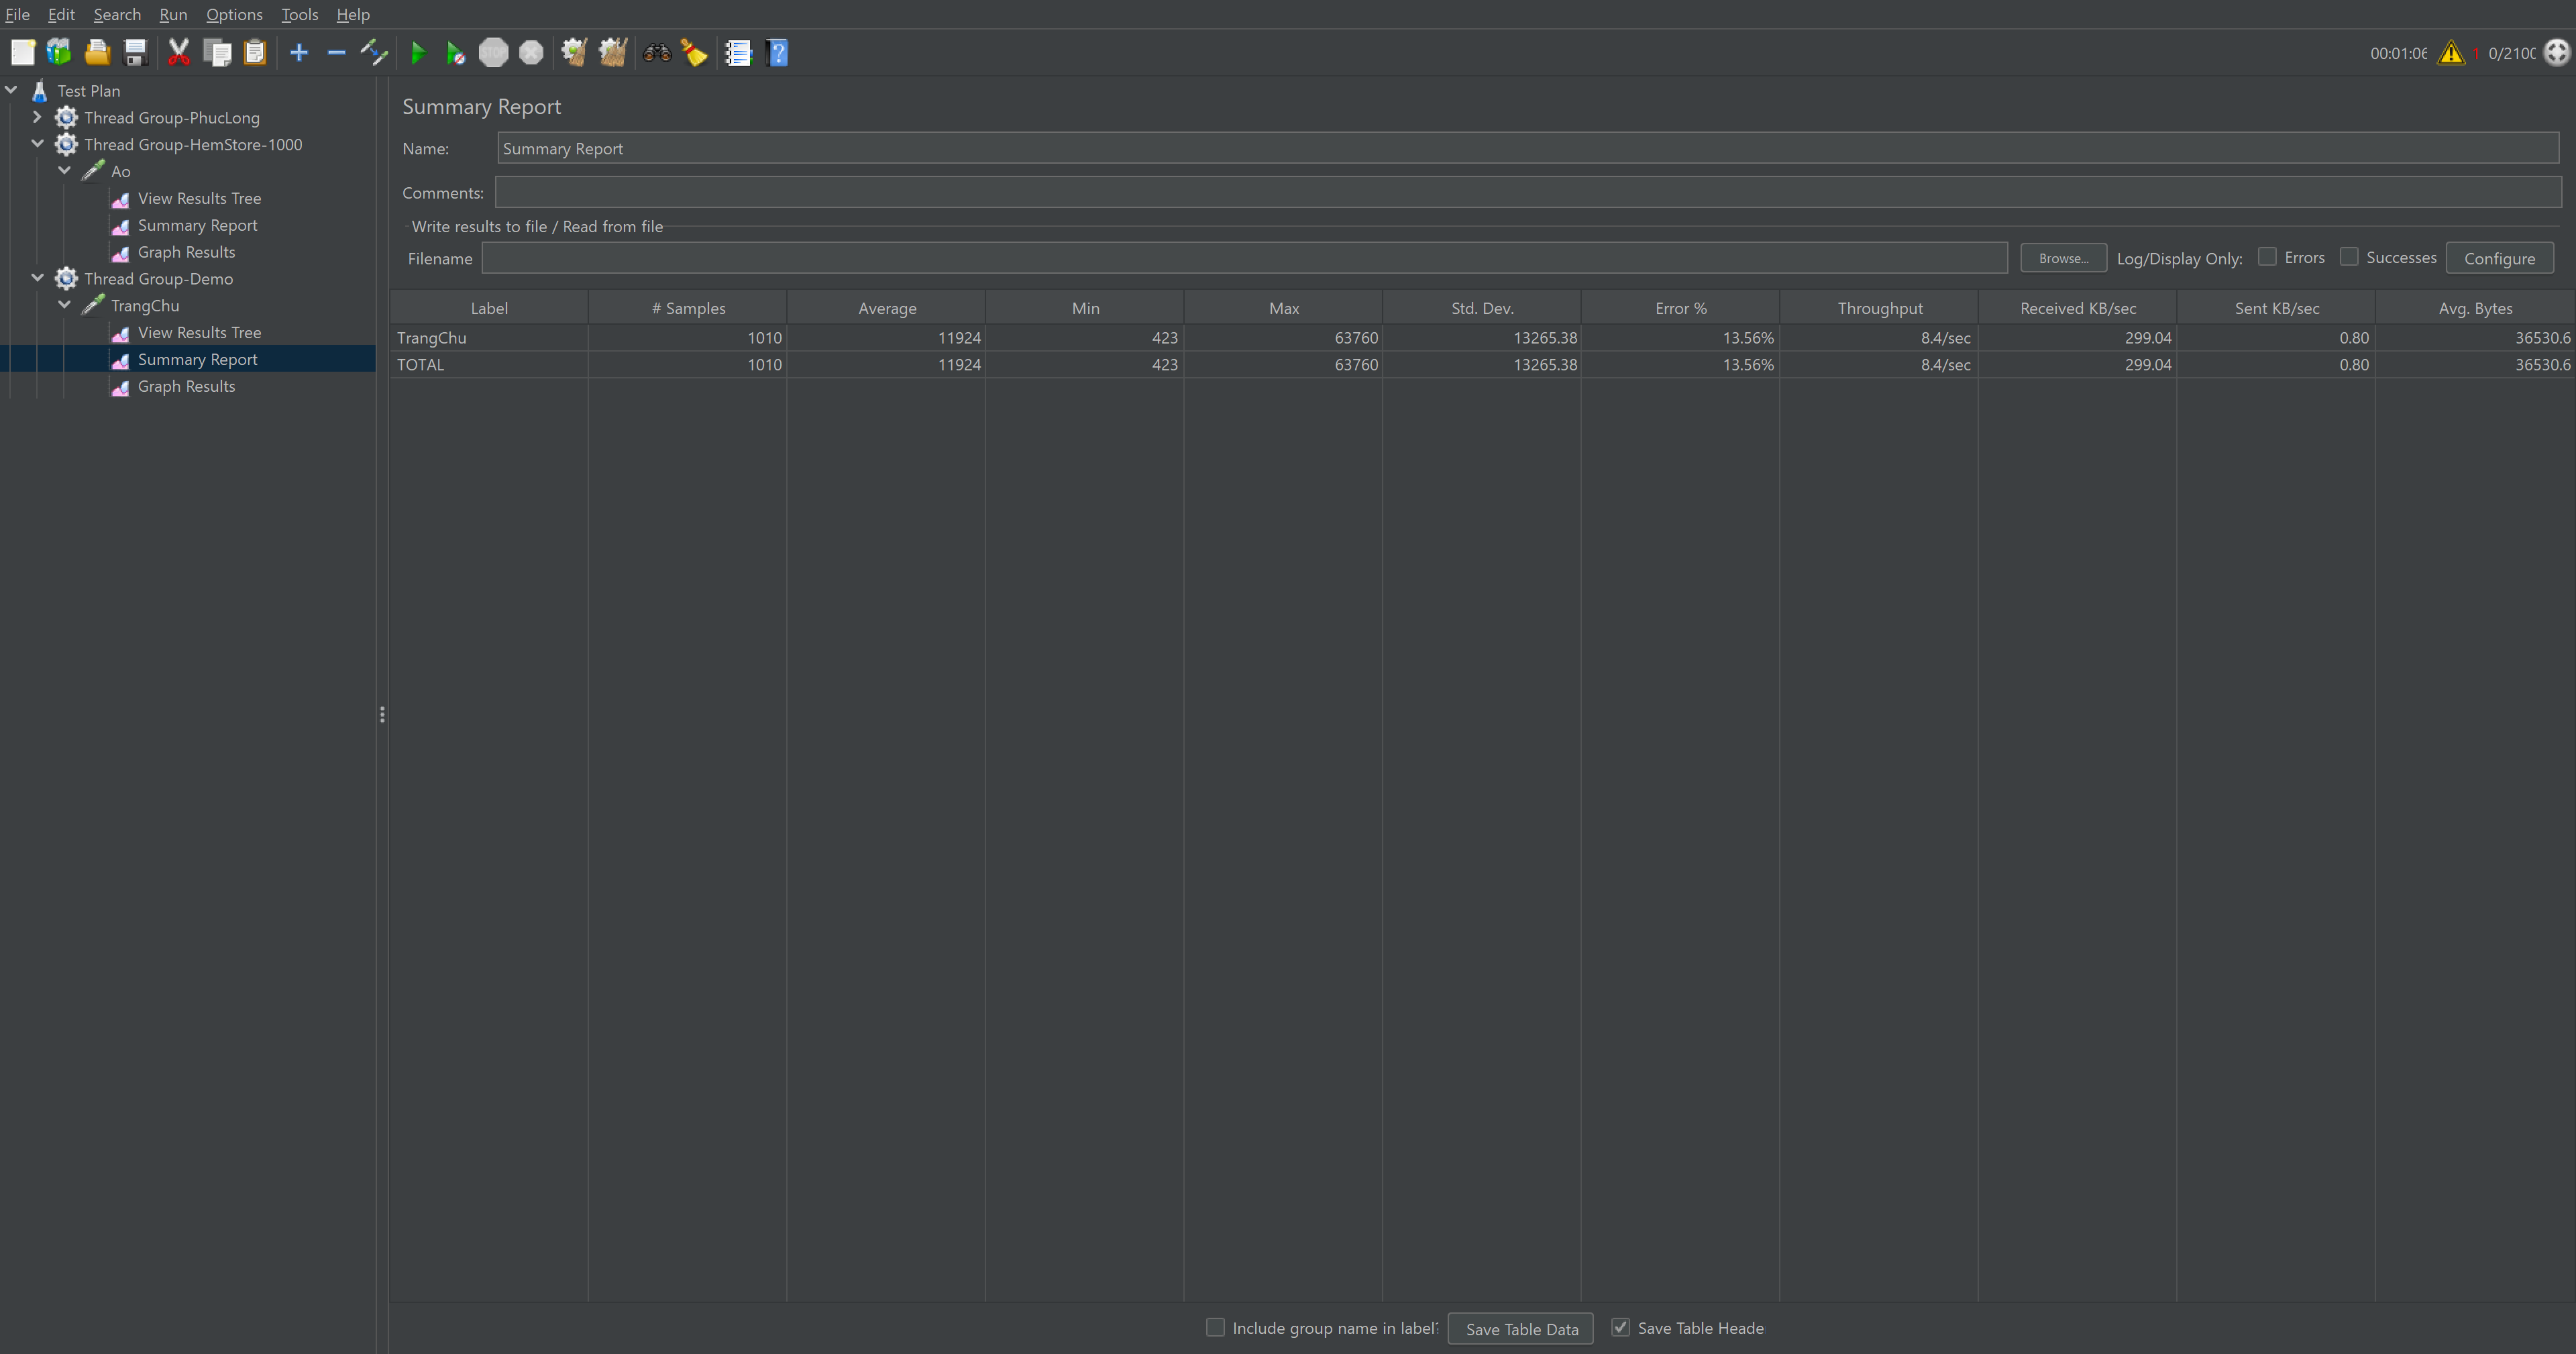 File Edit Search Run Options Tools Help
STOP
00:01:06 1 0/210
Test Plan
Thread Group-PhucLong
Thread Group-HemStore-1000
Ao
View Results Tree
Summary Report
Graph Results
Thread Group-Demo
TrangChu
View Results Tree
Summary Report
Graph Results
Summary Report
Name: Summary Report
Comments:
Write results to file / Read from file
Filename Browse... Log/Display Only: Errors Successes Configure
Label # Samples Average Min Max Std. Dev. Error % Throughput Received KB/sec Sent KB/sec Avg. Bytes
TrangChu 1010 11924 423 63760 13265.38 13.56% 8.4/sec 299.04 0.80 36530.6
TOTAL 1010 11924 423 63760 13265.38 13.56% 8.4/sec 299.04 0.80 36530.6
Include group name in label? Save Table Data Save Table Heade